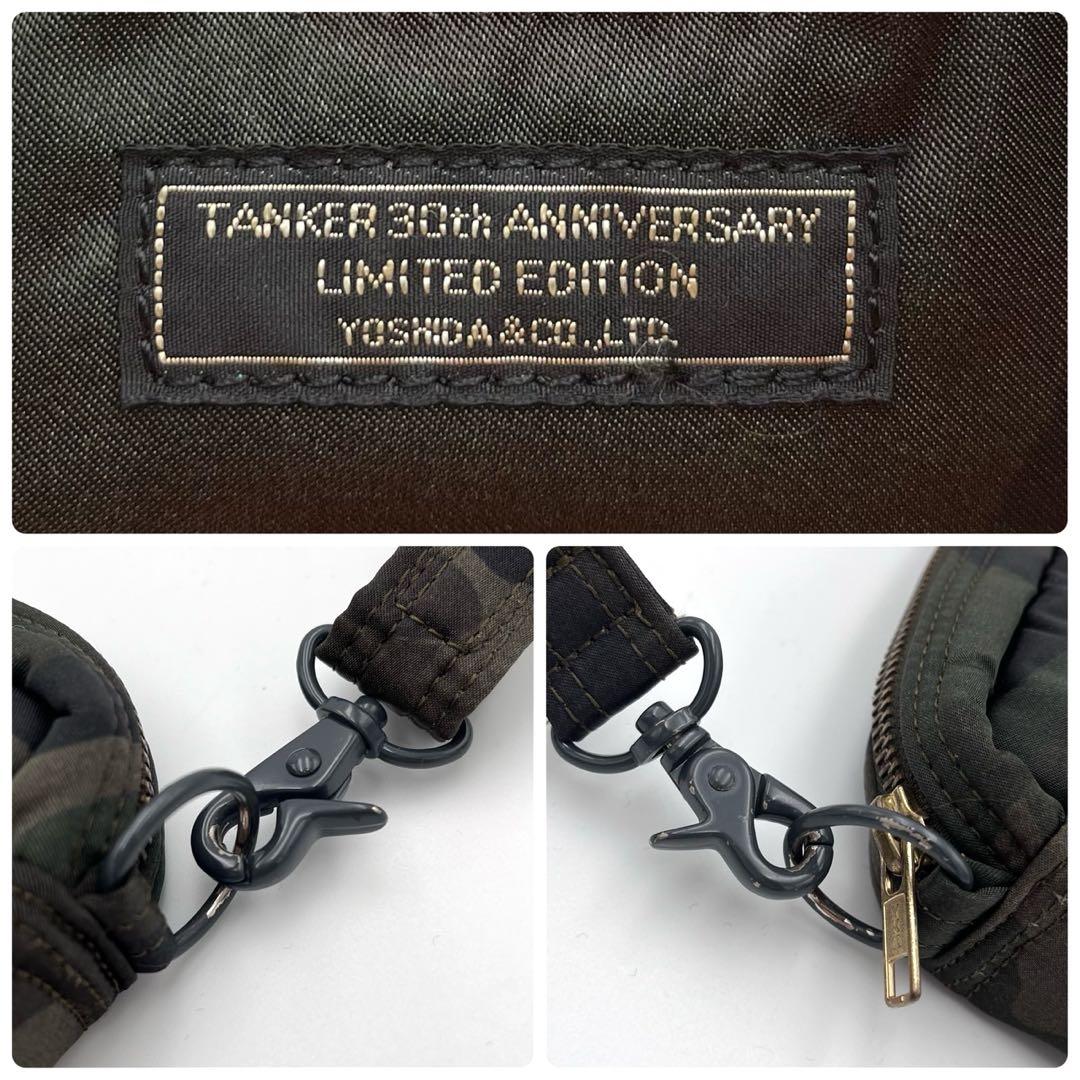 TANKER 30th ANNIVERSARY
LIMITED EDITION
YOSHIDA & CO., LTD.